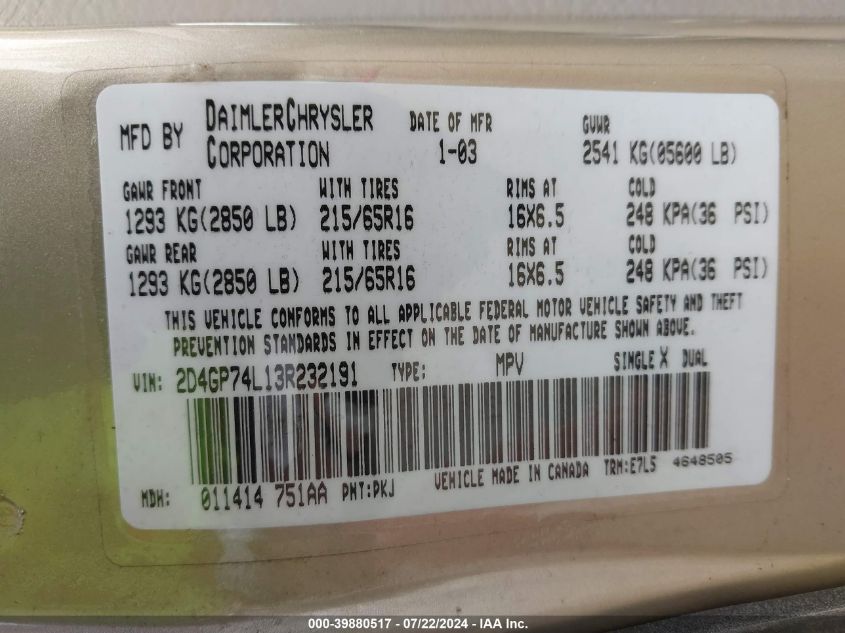 MFD BY DAIMLERCHRYSLER CORPORATION DATE OF MFR 1-03 GVWR 2541 KG(05600 LB)
GAWR FRONT WITH TIRES RIMS AT COLD
1293 KG(2850 LB) 215/65R16 16X6.5 248 KPA(36 PSI)
GAWR REAR WITH TIRES RIMS AT COLD
1293 KG(2850 LB) 215/65R16 16X6.5 248 KPA(36 PSI)
THIS VEHICLE CONFORMS TO ALL APPLICABLE FEDERAL MOTOR VEHICLE SAFETY AND THEFT
PREVENTION STANDARDS IN EFFECT ON THE DATE OF MANUFACTURE SHOWN ABOVE.
VIN: 2D4GP74L13R232191 TYPE: MPV SINGLE X DUAL
MDH: 011414 751AA PNT:PKJ VEHICLE MADE IN CANADA TRM:E7L5 4648505
000-39880517 - 07/22/2024 - IAA Inc.